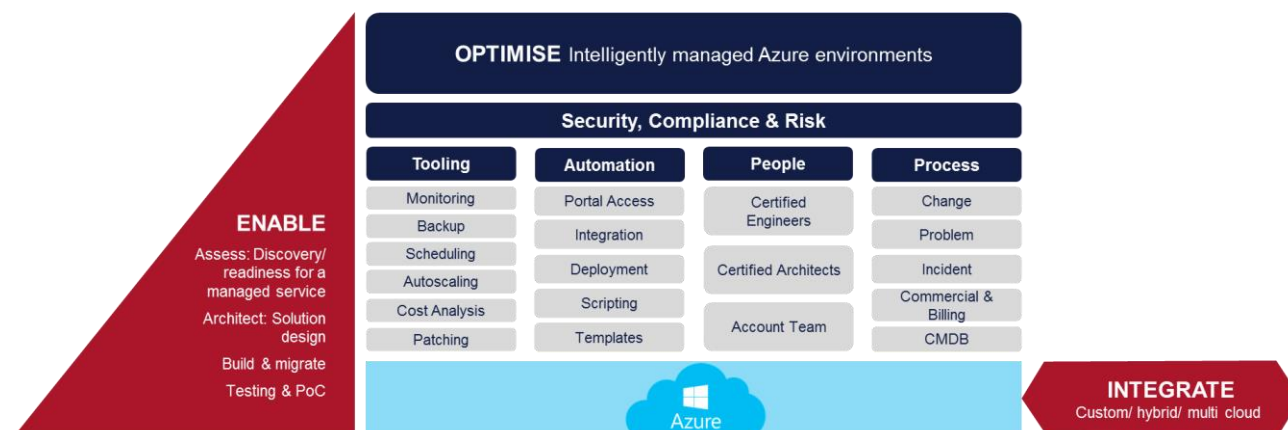 OPTIMISE Intelligently managed Azure environments
Security, Compliance & Risk
Tooling
Monitoring
Backup
Scheduling
Autoscaling
Cost Analysis
Patching
Automation
Portal Access
Integration
Deployment
Scripting
Templates
People
Certified
Engineers
Certified Architects
Account Team
Process
Change
Problem
Incident
Commercial &
Billing
CMDB
ENABLE
Assess: Discovery/
readiness for a
managed service
Architect: Solution
design
Build & migrate
Testing & PoC
Azure
INTEGRATE
Custom/ hybrid/ multi cloud